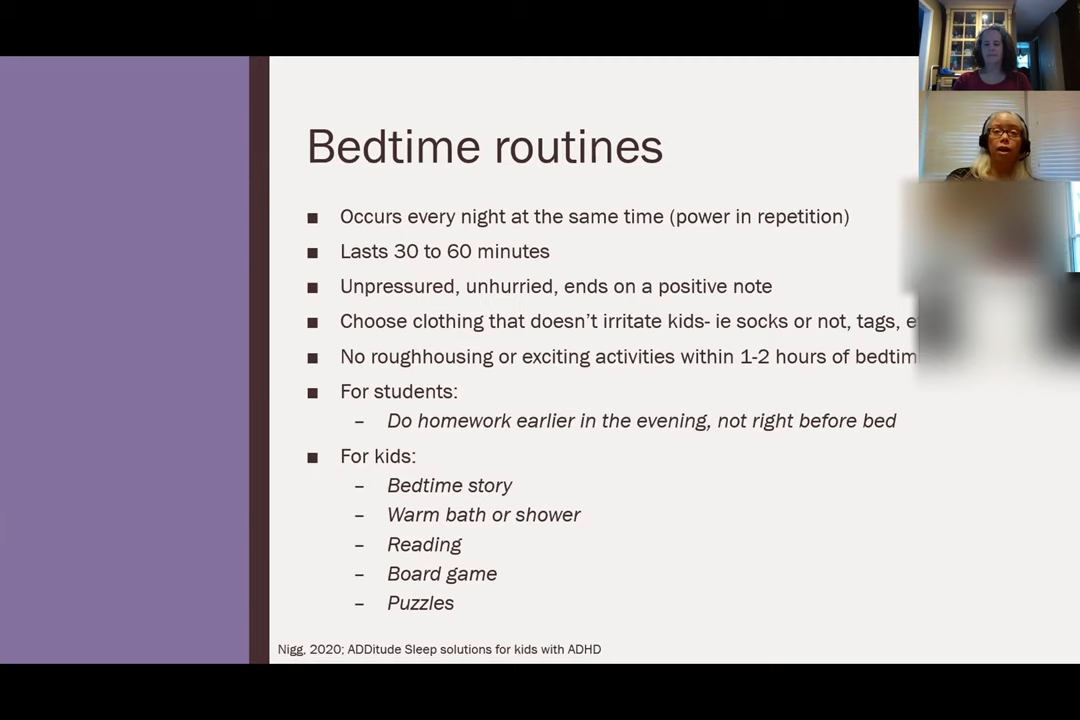 Bedtime routines
■ Occurs every night at the same time (power in repetition)
■ Lasts 30 to 60 minutes
■ Unpressured, unhurried, ends on a positive note
■ Choose clothing that doesn't irritate kids- ie socks or not, tags,
■ No roughhousing or exciting activities within 1-2 hours of
■ For students:
– Do homework earlier in the evening, not right before bed
■ For kids:
– Bedtime story
– Warm bath or shower
– Reading
– Board game
– Puzzles
Nigg, 2020; ADDitude Sleep solutions for kids with ADHD